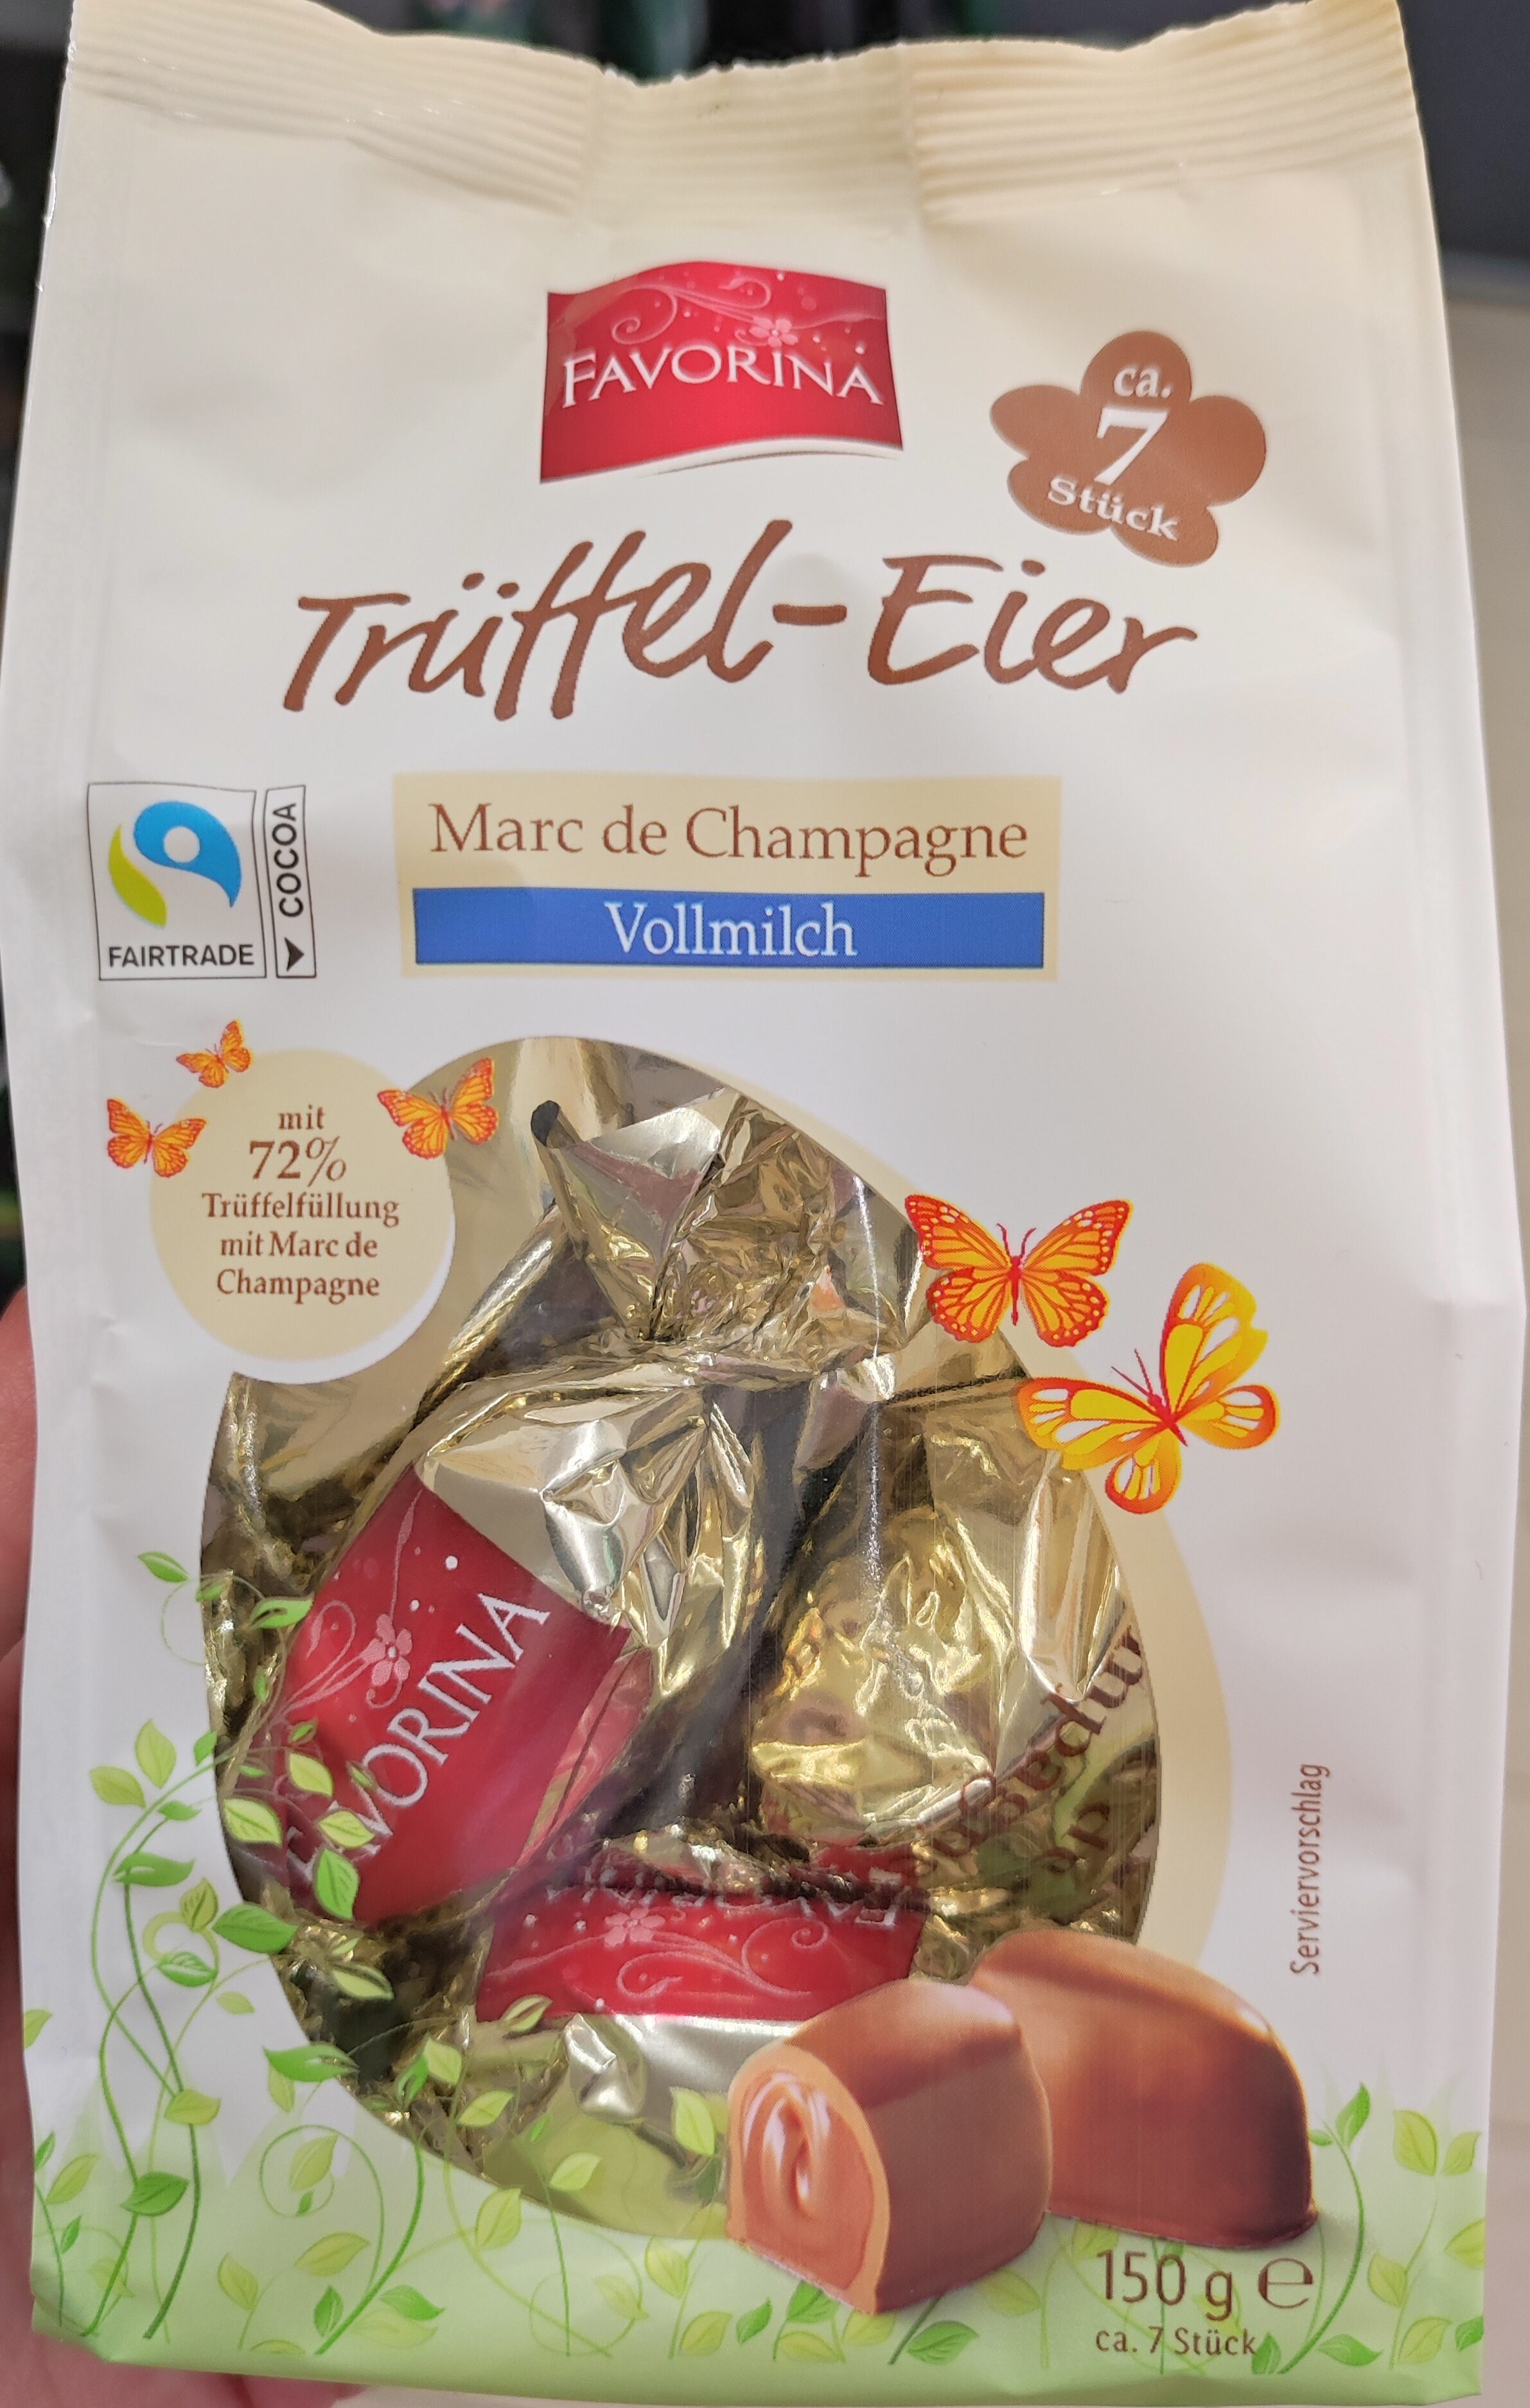 FAVORINA
ca.
7
Stück
Trüffel-Eier
Marc de Champagne
Vollmilch
FAIRTRADE
COCOA
mit
72%
Trüffelfüllung
mit Marc de
Champagne
FAVORINA
FAVORINA
Serviervorschlag
150 g e
ca. 7 Stück